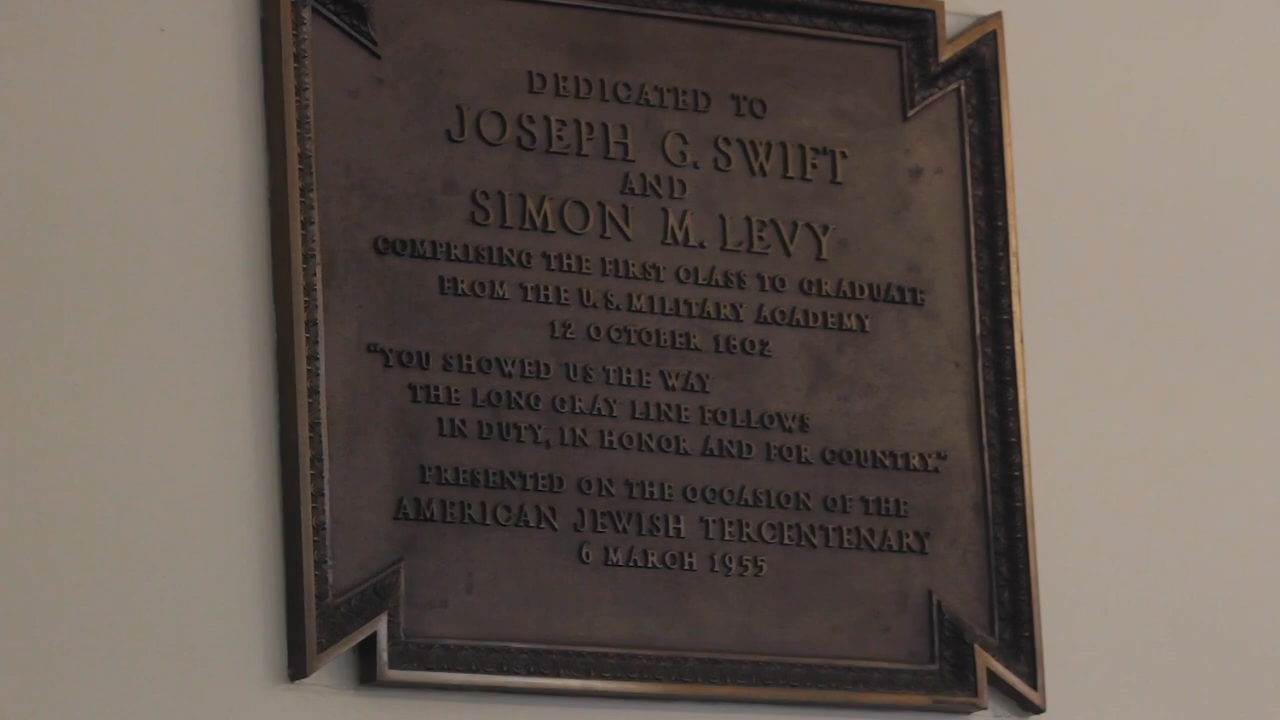 DEDICATED TO
JOSEPH G. SWIFT
AND
SIMON M. LEVY
COMPRISING THE FIRST CLASS TO GRADUATE
FROM THE U.S. MILITARY ACADEMY
12 OCTOBER 1802
"YOU SHOWED US THE WAY
THE LONG GRAY LINE FOLLOWS
IN DUTY, IN HONOR AND FOR COUNTRY."
PRESENTED ON THE OCCASION OF THE
AMERICAN JEWISH TERCENTENARY
6 MARCH 1955